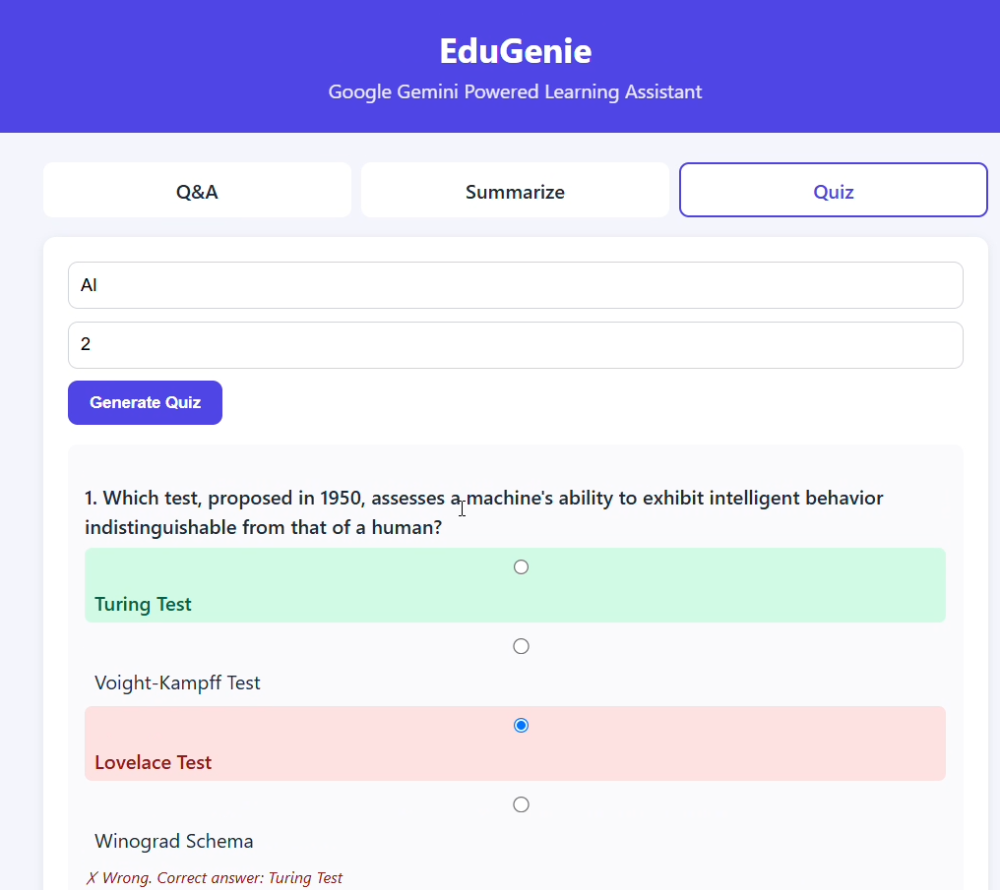 EduGenie
Google Gemini Powered Learning Assistant
Q&A
Summarize
Quiz
AI
2
Generate Quiz
1. Which test, proposed in 1950, assesses a machine's ability to exhibit intelligent behavior
indistinguishable from that of a human?
Turing Test
Voight-Kampff Test
Lovelace Test
Winograd Schema
✗ Wrong. Correct answer: Turing Test